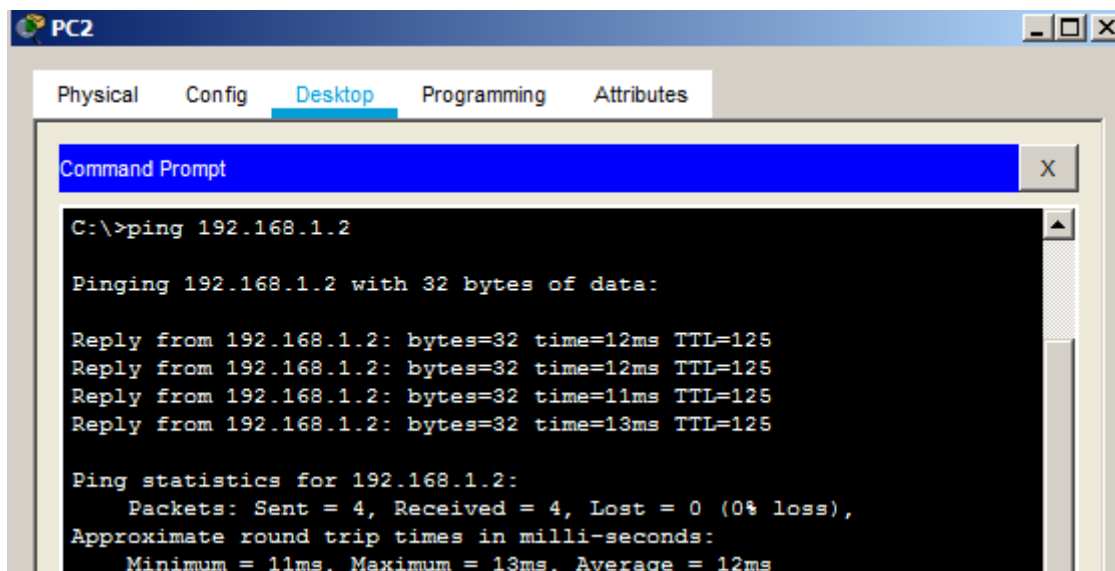 PC2
Physical Config Desktop Programming Attributes
Command Prompt
X
C:\>ping 192.168.1.2
Pinging 192.168.1.2 with 32 bytes of data:
Reply from 192.168.1.2: bytes=32 time=12ms TTL=125
Reply from 192.168.1.2: bytes=32 time=12ms TTL=125
Reply from 192.168.1.2: bytes=32 time=11ms TTL=125
Reply from 192.168.1.2: bytes=32 time=13ms TTL=125
Ping statistics for 192.168.1.2:
Packets: Sent = 4, Received = 4, Lost = 0 (0% loss),
Approximate round trip times in milli-seconds:
Minimum = 11ms, Maximum = 13ms, Average = 12ms